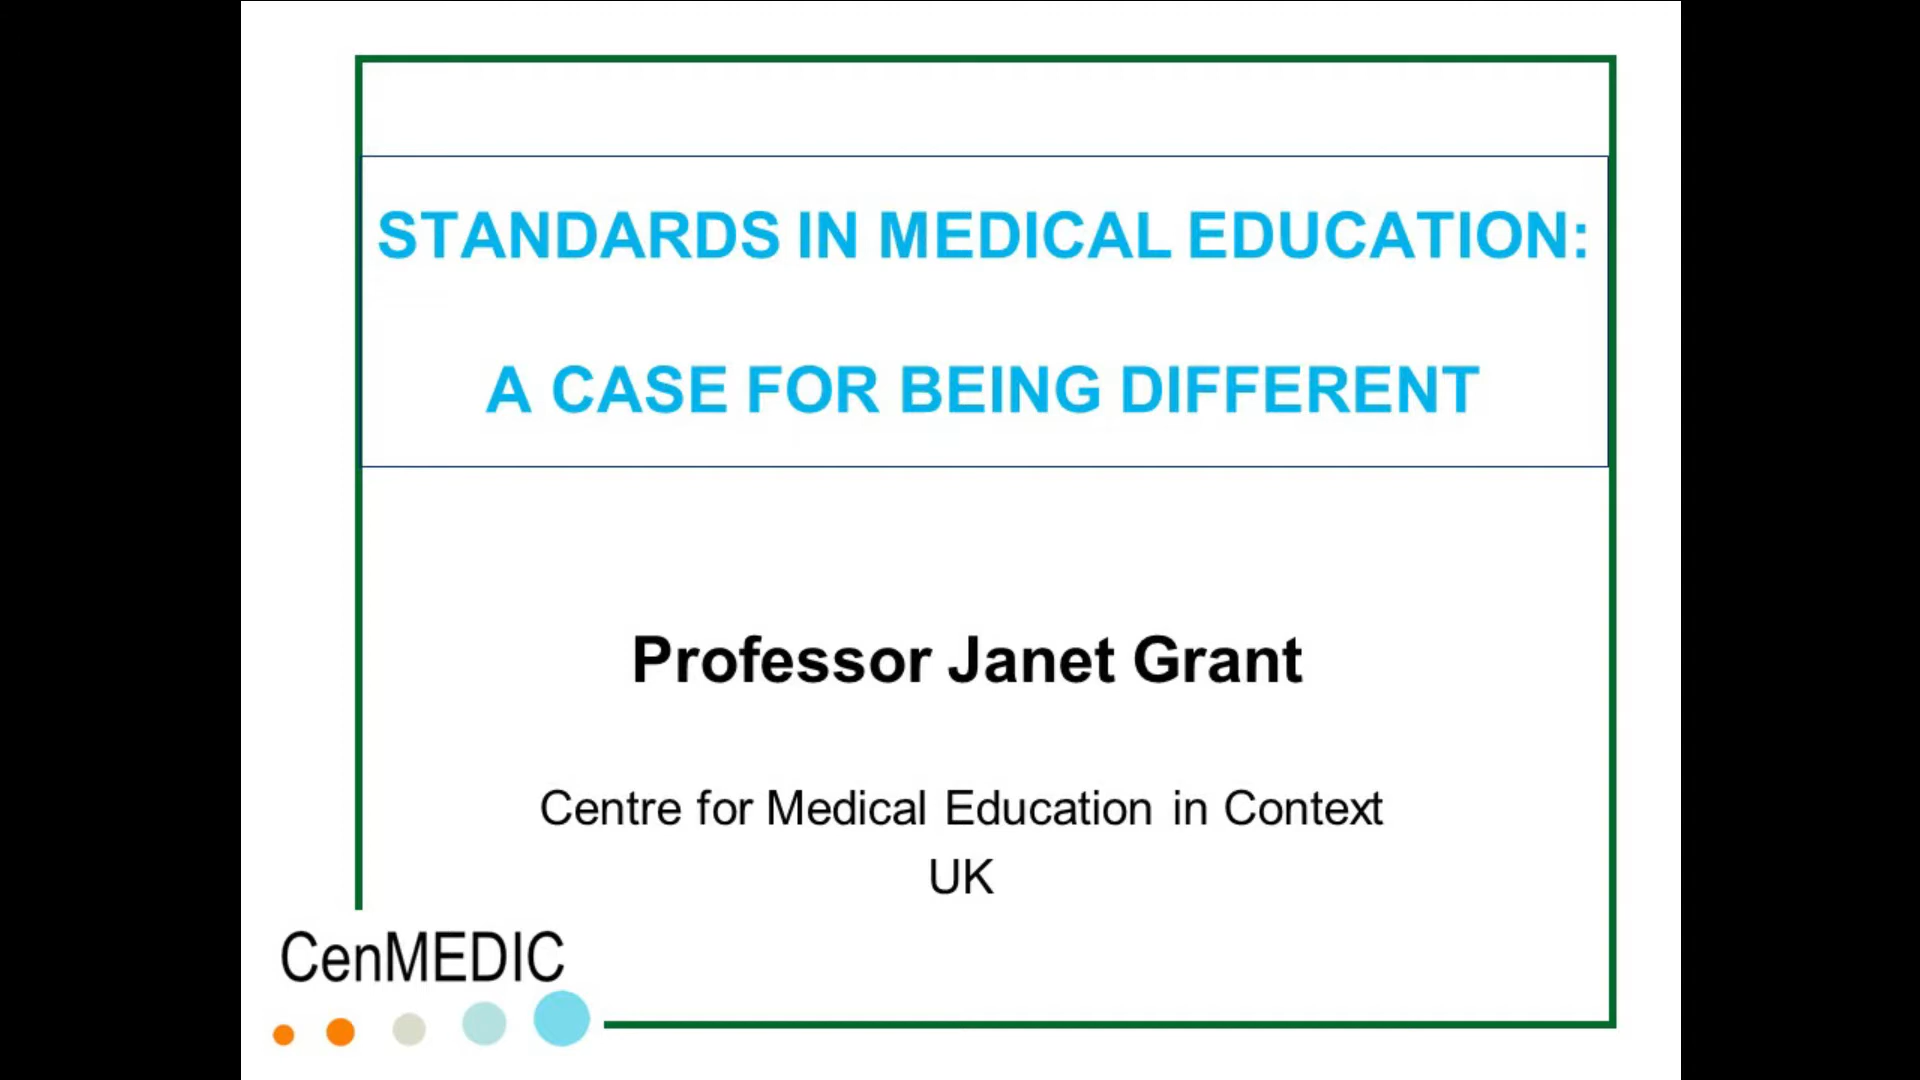 STANDARDS IN MEDICAL EDUCATION:
A CASE FOR BEING DIFFERENT
Professor Janet Grant
Centre for Medical Education in Context
UK
CenMEDIC